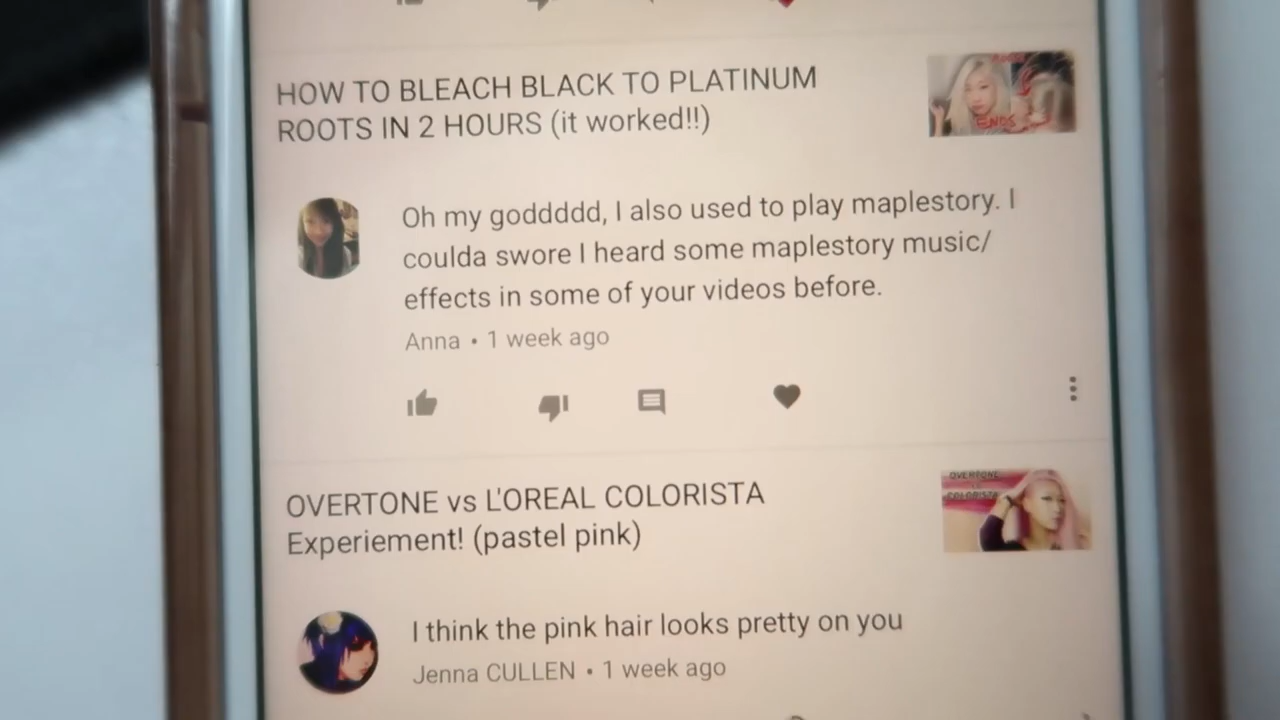 HOW TO BLEACH BLACK TO PLATINUM
ROOTS IN 2 HOURS (it worked!!)
ENDS
Oh my goddddd, I also used to play maplestory. I
coulda swore I heard some maplestory music/
effects in some of your videos before.
Anna • 1 week ago
OVERTONE vs L'OREAL COLORISTA
Experiement! (pastel pink)
OVERTONE
COLORISTA
I think the pink hair looks pretty on you
Jenna CULLEN • 1 week ago